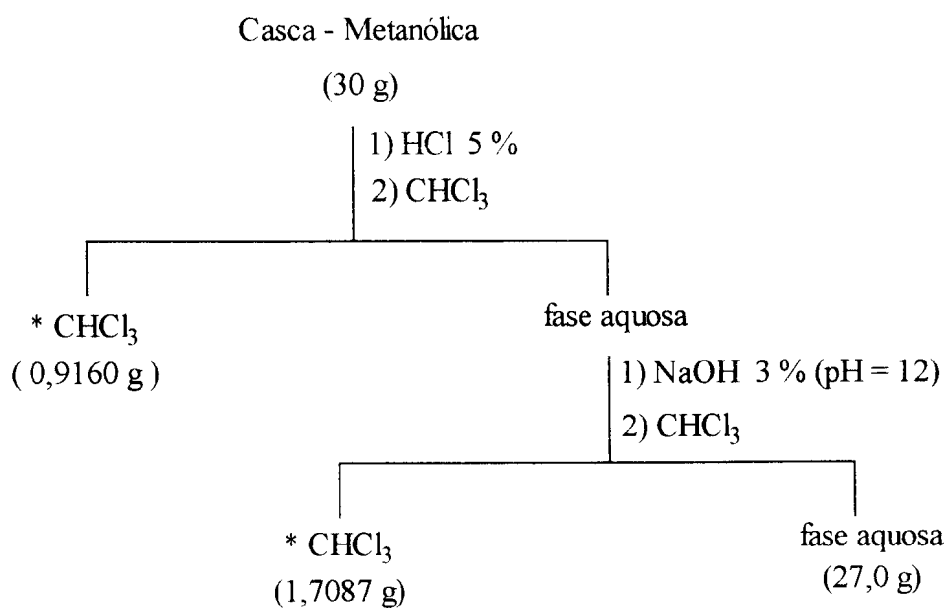 Casca - Metanólica
(30 g)
1) HCl 5 %
2) CHCl₃
* CHCl₃
( 0,9160 g )
fase aquosa
1) NaOH 3 % (pH = 12)
2) CHCl₃
* CHCl₃
(1,7087 g)
fase aquosa
(27,0 g)